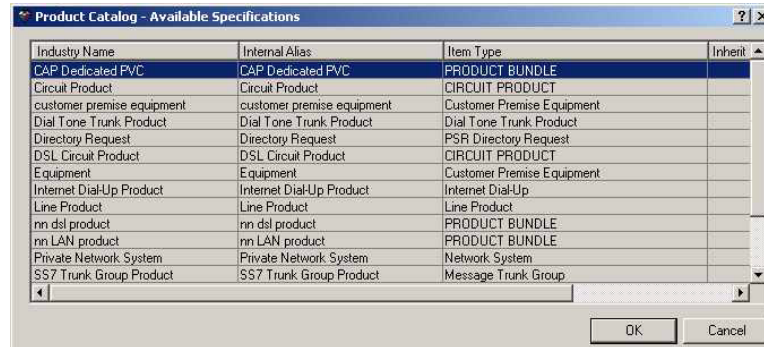 Product Catalog - Available Specifications
Industry Name Internal Alias Item Type Inherit
CAP Dedicated PVC CAP Dedicated PVC PRODUCT BUNDLE
Circuit Product Circuit Product CIRCUIT PRODUCT
customer premise equipment customer premise equipment Customer Premise Equipment
Dial Tone Trunk Product Dial Tone Trunk Product Dial Tone Trunk Product
Directory Request Directory Request PSR Directory Request
DSL Circuit Product DSL Circuit Product CIRCUIT PRODUCT
Equipment Equipment Customer Premise Equipment
Internet Dial-Up Product Internet Dial-Up Product Internet Dial-Up
Line Product Line Product Line Product
nn dsl product nn dsl product PRODUCT BUNDLE
nn LAN product nn LAN product PRODUCT BUNDLE
Private Network System Private Network System Network System
SS7 Trunk Group Product SS7 Trunk Group Product Message Trunk Group
OK Cancel